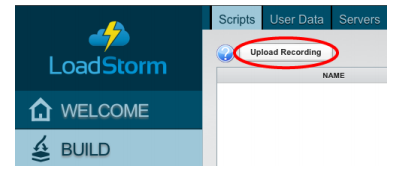 Scripts User Data Servers
Upload Recording
NAME
LoadStorm
WELCOME
BUILD